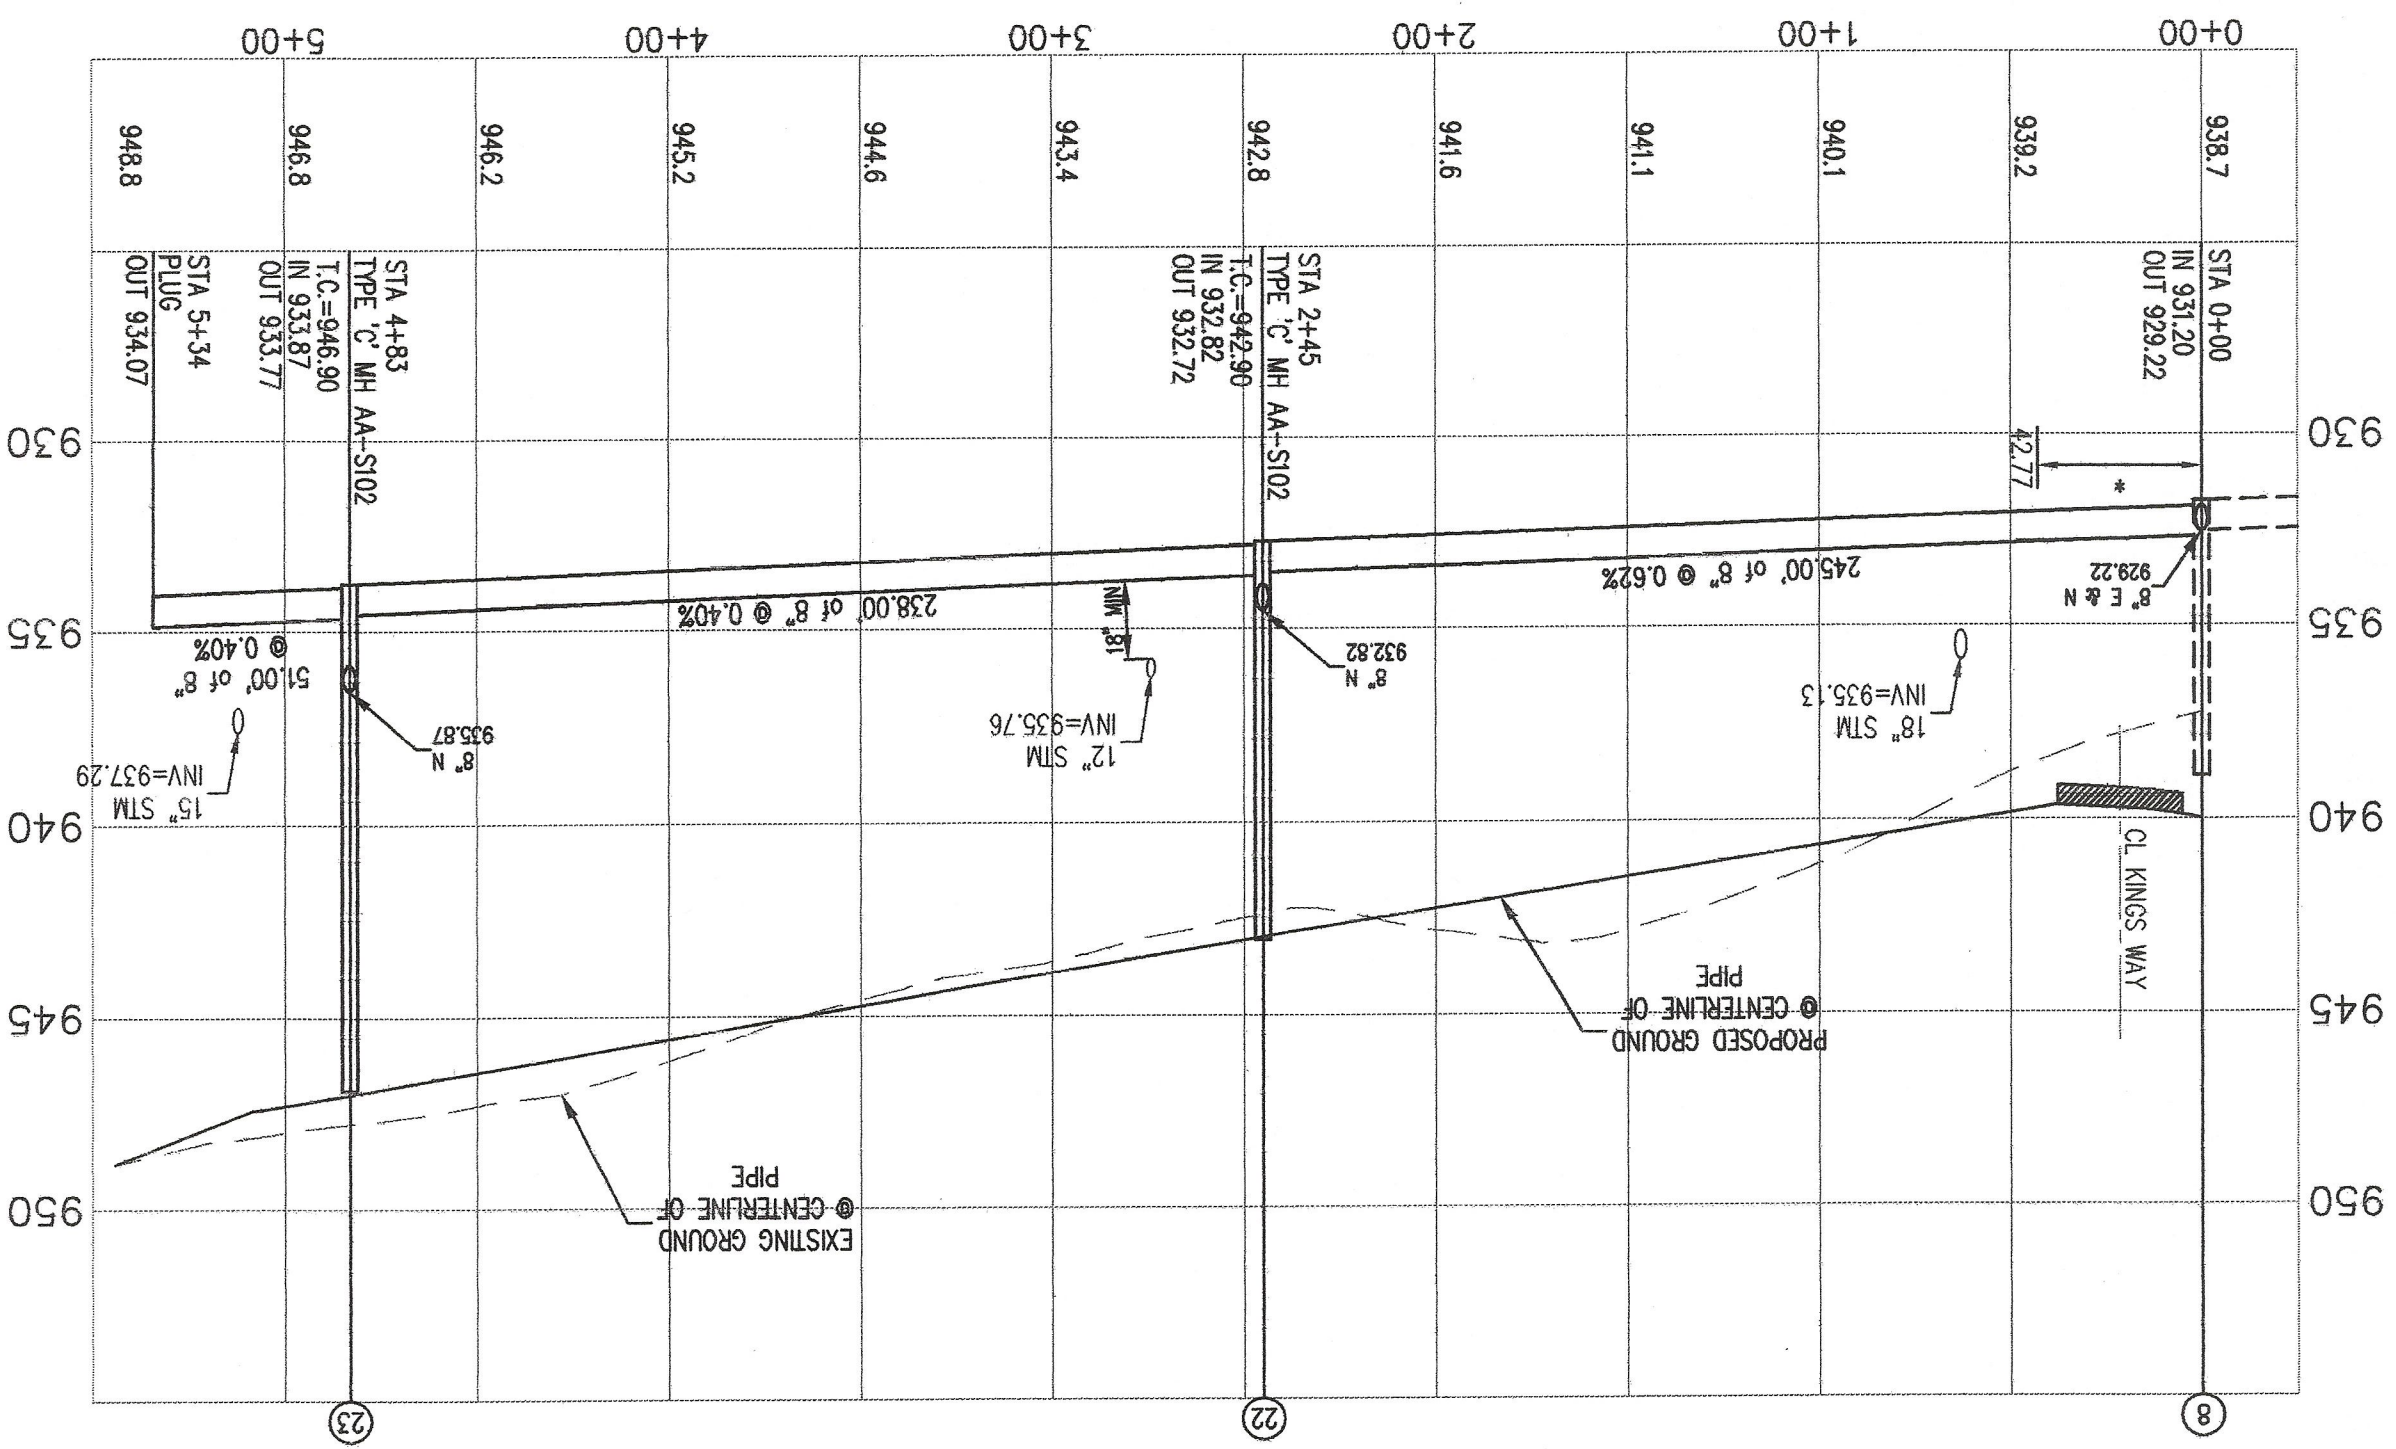 8
22
23
EXISTING GROUND
@ CENTERLINE OF
PIPE
PROPOSED GROUND
@ CENTERLINE OF
PIPE
950
950
945
945
940
940
935
935
930
930
CL KINGS WAY
18" STM
INV=935.13
12" STM
INV=935.76
15" STM
INV=937.29
8" E & N
929.22
8" N
932.82
8" N
935.87
18" MIN
245.00' of 8" @ 0.62%
238.00' of 8" @ 0.40%
51.00' of 8"
@ 0.40%
*
42.77
STA 0+00
IN 931.20
OUT 929.22
STA 2+45
TYPE 'C' MH AA-S102
T.C.=942.90
IN 932.82
OUT 932.72
STA 4+83
TYPE 'C' MH AA-S102
T.C.=946.90
IN 933.87
OUT 933.77
STA 5+34
PLUG
OUT 934.07
938.7
939.2
940.1
941.1
941.6
942.8
943.4
944.6
945.2
946.2
946.8
948.8
0+00
1+00
2+00
3+00
4+00
5+00